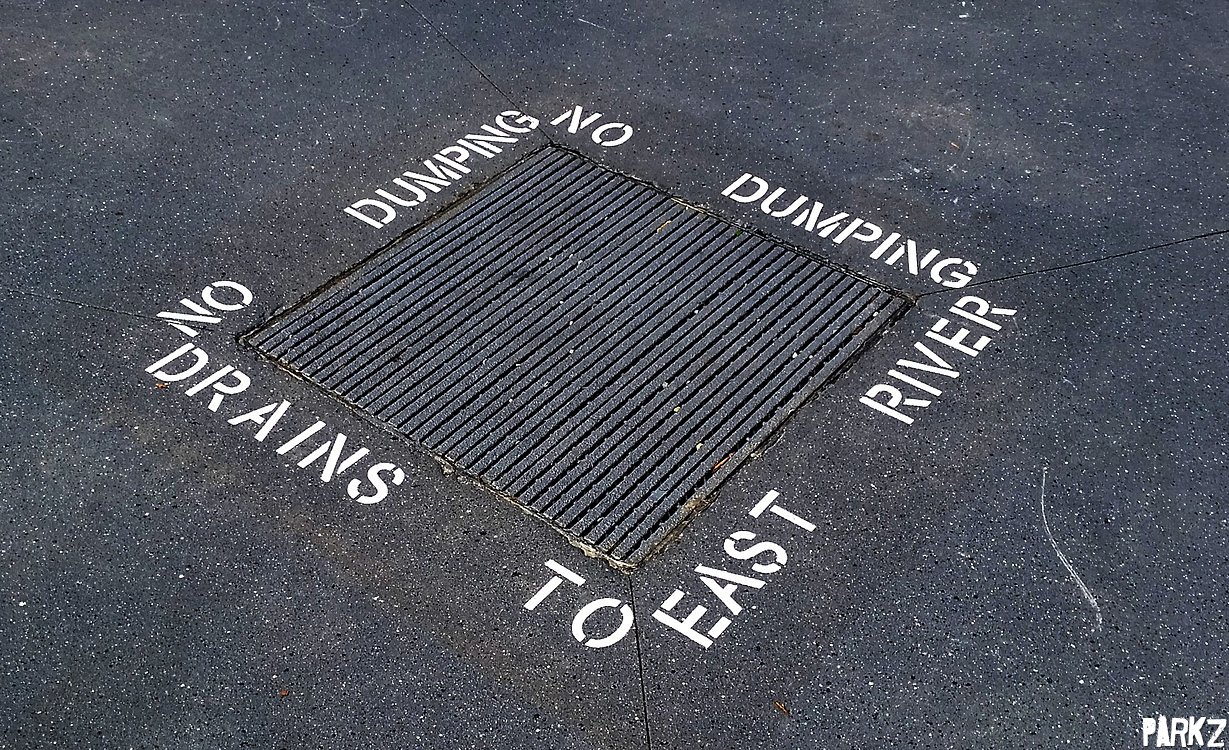 NO DUMPING
NO DUMPING
DRAINS TO
EAST RIVER
PARKZ